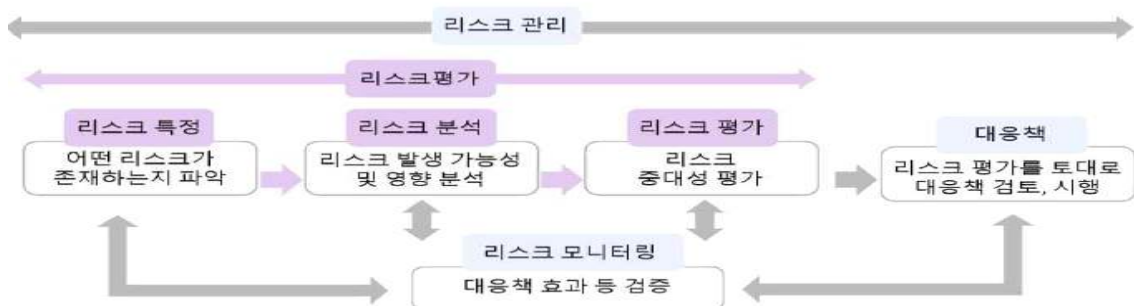 리스크 관리
리스크평가
리스크 특정
어떤 리스크가
존재하는지 파악
리스크 분석
리스크 발생 가능성
및 영향 분석
리스크 평가
리스크
중대성 평가
대응책
리스크 평가를 토대로
대응책 검토, 시행
리스크 모니터링
대응책 효과 등 검증